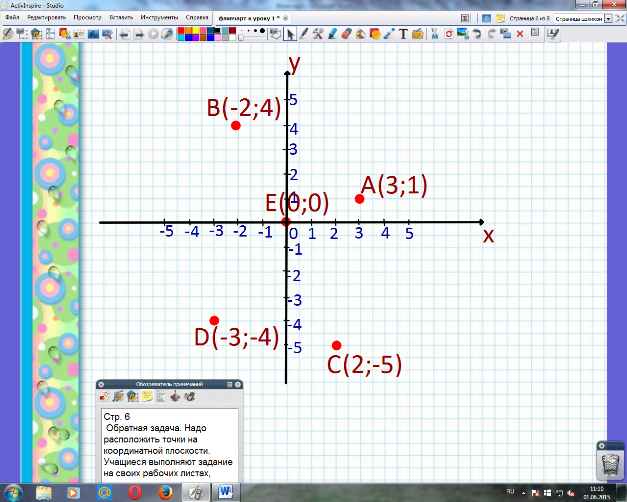 ActivInspire - Studio
Файл Редактировать Просмотр Вставить Инструменты Справка флипчарт к уроку 1 *
Страница 6 из 8 Страница целиком
y
5
B(-2;4)
4
3
2
A(3;1)
1
E(0;0)
-5 -4 -3 -2 -1 0 1 2 3 4 5
x
-1
-2
-3
-4
D(-3;-4)
-5
C(2;-5)
Обозреватель примечаний
Стр. 6
Обратная задача. Надо
расположить точки на
координатной плоскости.
Учащиеся выполняют задание
на своих рабочих листах,
RU
11:10
01.06.2015